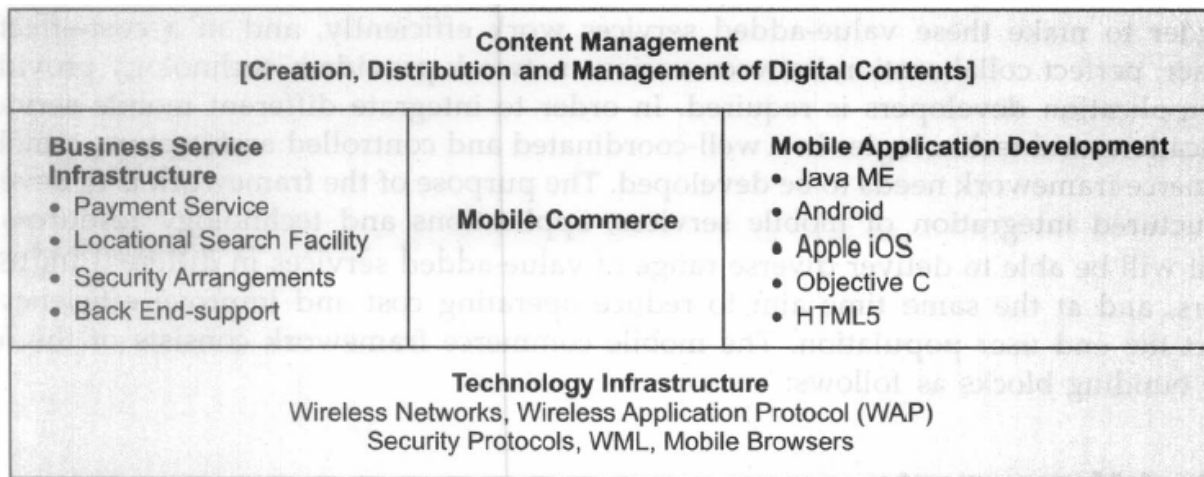 Content Management
[Creation, Distribution and Management of Digital Contents]
Business Service
Infrastructure
• Payment Service
• Locational Search Facility
• Security Arrangements
• Back End-support
Mobile Commerce
Mobile Application Development
• Java ME
• Android
• Apple iOS
• Objective C
• HTML5
Technology Infrastructure
Wireless Networks, Wireless Application Protocol (WAP)
Security Protocols, WML, Mobile Browsers